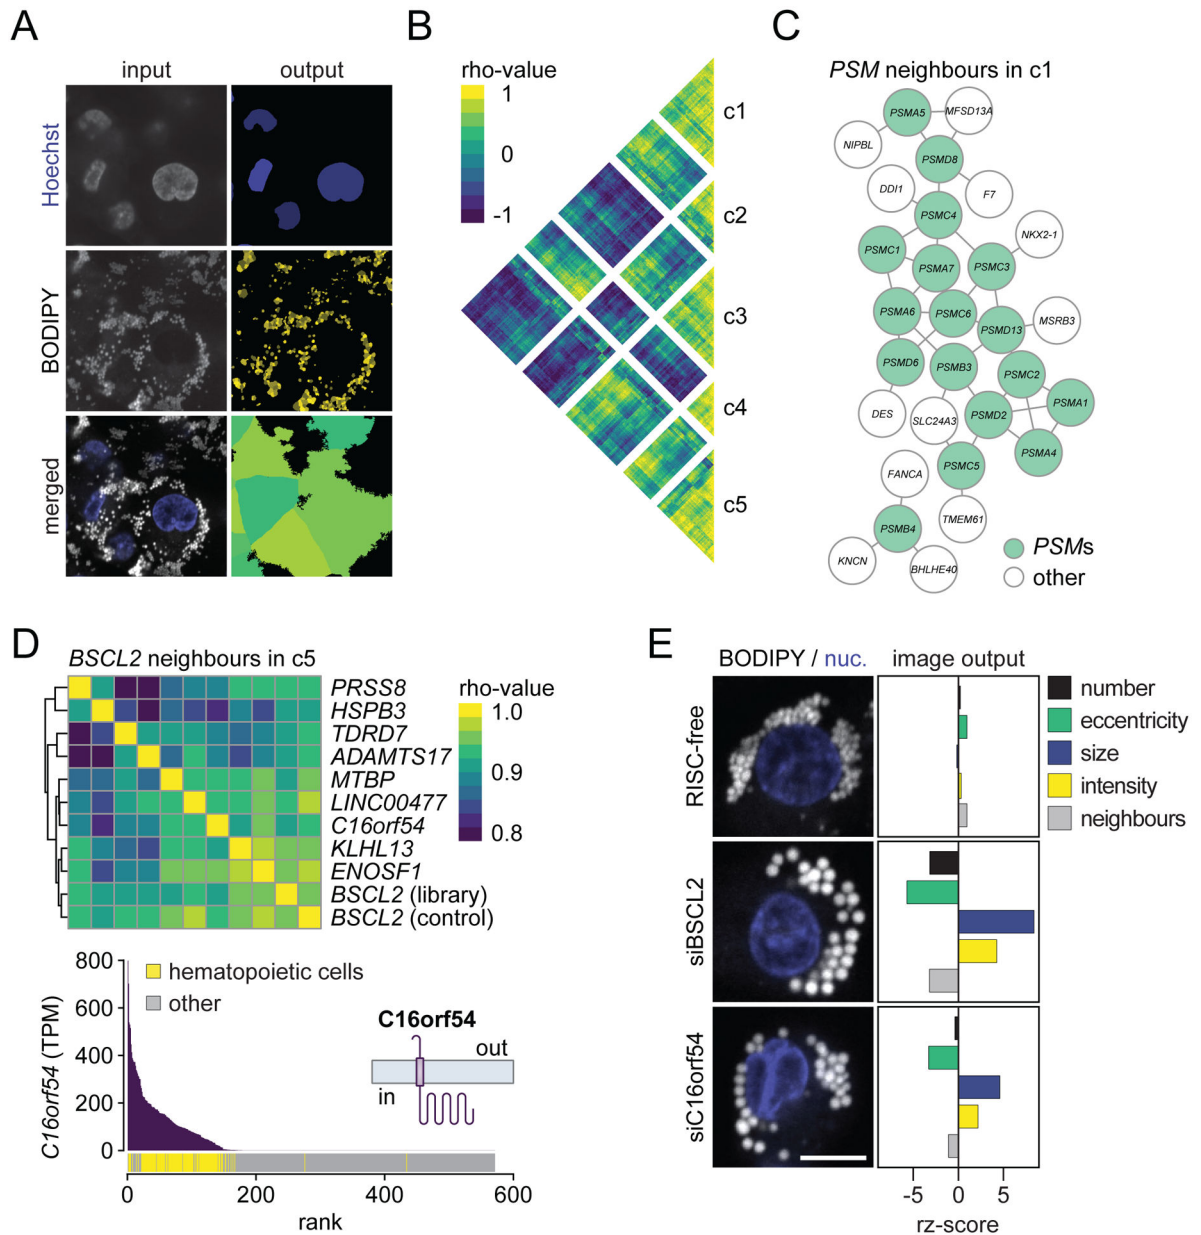 A
input
output
Hoechst
BODIPY
merged
B
rho-value
1
0
-1
c1
c2
c3
c4
c5
C
PSM neighbours in c1
PSMA5
MFSD13A
NIPBL
PSMD8
DDI1
F7
PSMC4
NKX2-1
PSMC1
PSMA7
PSMC3
PSMA6
PSMC6
PSMD13
MSRB3
PSMD6
PSMB3
PSMC2
PSMA1
DES
SLC24A3
PSMD2
PSMA4
FANCA
PSMC5
TMEM61
PSMB4
KNCN
BHLHE40
PSMs
other
D
BSCL2 neighbours in c5
PRSS8
HSPB3
TDRD7
ADAMTS17
MTBP
LINC00477
C16orf54
KLHL13
ENOSF1
BSCL2 (library)
BSCL2 (control)
rho-value
1.0
0.9
0.8
C16orf54 (TPM)
800
600
400
200
0
hematopoietic cells
other
C16orf54
out
in
0
200
400
600
rank
E
BODIPY / nuc.
image output
RISC-free
siBSCL2
siC16orf54
number
eccentricity
size
intensity
neighbours
-5
0
5
rz-score